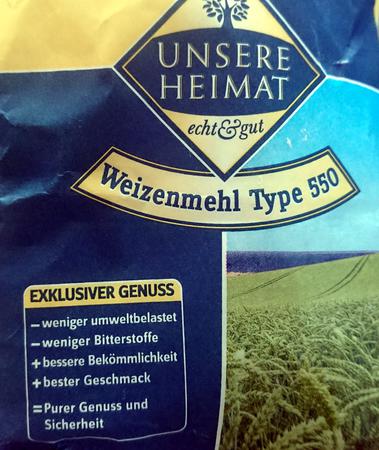 UNSERE
HEIMAT
echt&gut
Weizenmehl Type 550
EXKLUSIVER GENUSS
– weniger umweltbelastet
– weniger Bitterstoffe
+ bessere Bekömmlichkeit
+ bester Geschmack
= Purer Genuss und
Sicherheit